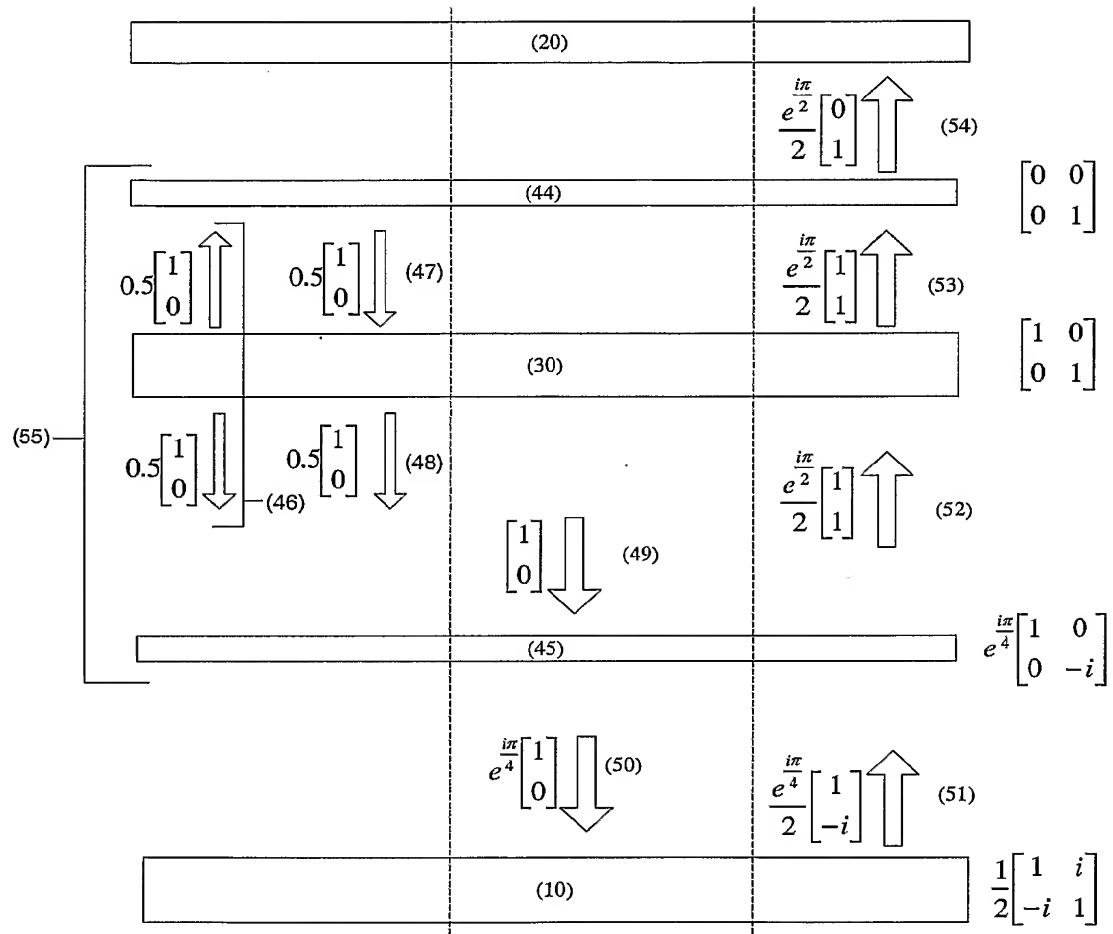 (20)
e^{iπ/2}/2 [0 1] (54)
(44)
[0 0
0 1]
0.5[1 0] 0.5[1 0] (47) e^{iπ/2}/2 [1 1] (53)
(30)
[1 0
0 1]
(55)
0.5[1 0] 0.5[1 0] (48) e^{iπ/2}/2 [1 1] (52)
(46)
[1 0] (49)
(45)
e^{iπ/4}[1 0
0 -i]
e^{iπ/4}[1 0] (50) e^{iπ/4}/2 [1 -i] (51)
(10)
1/2[1 i
-i 1]